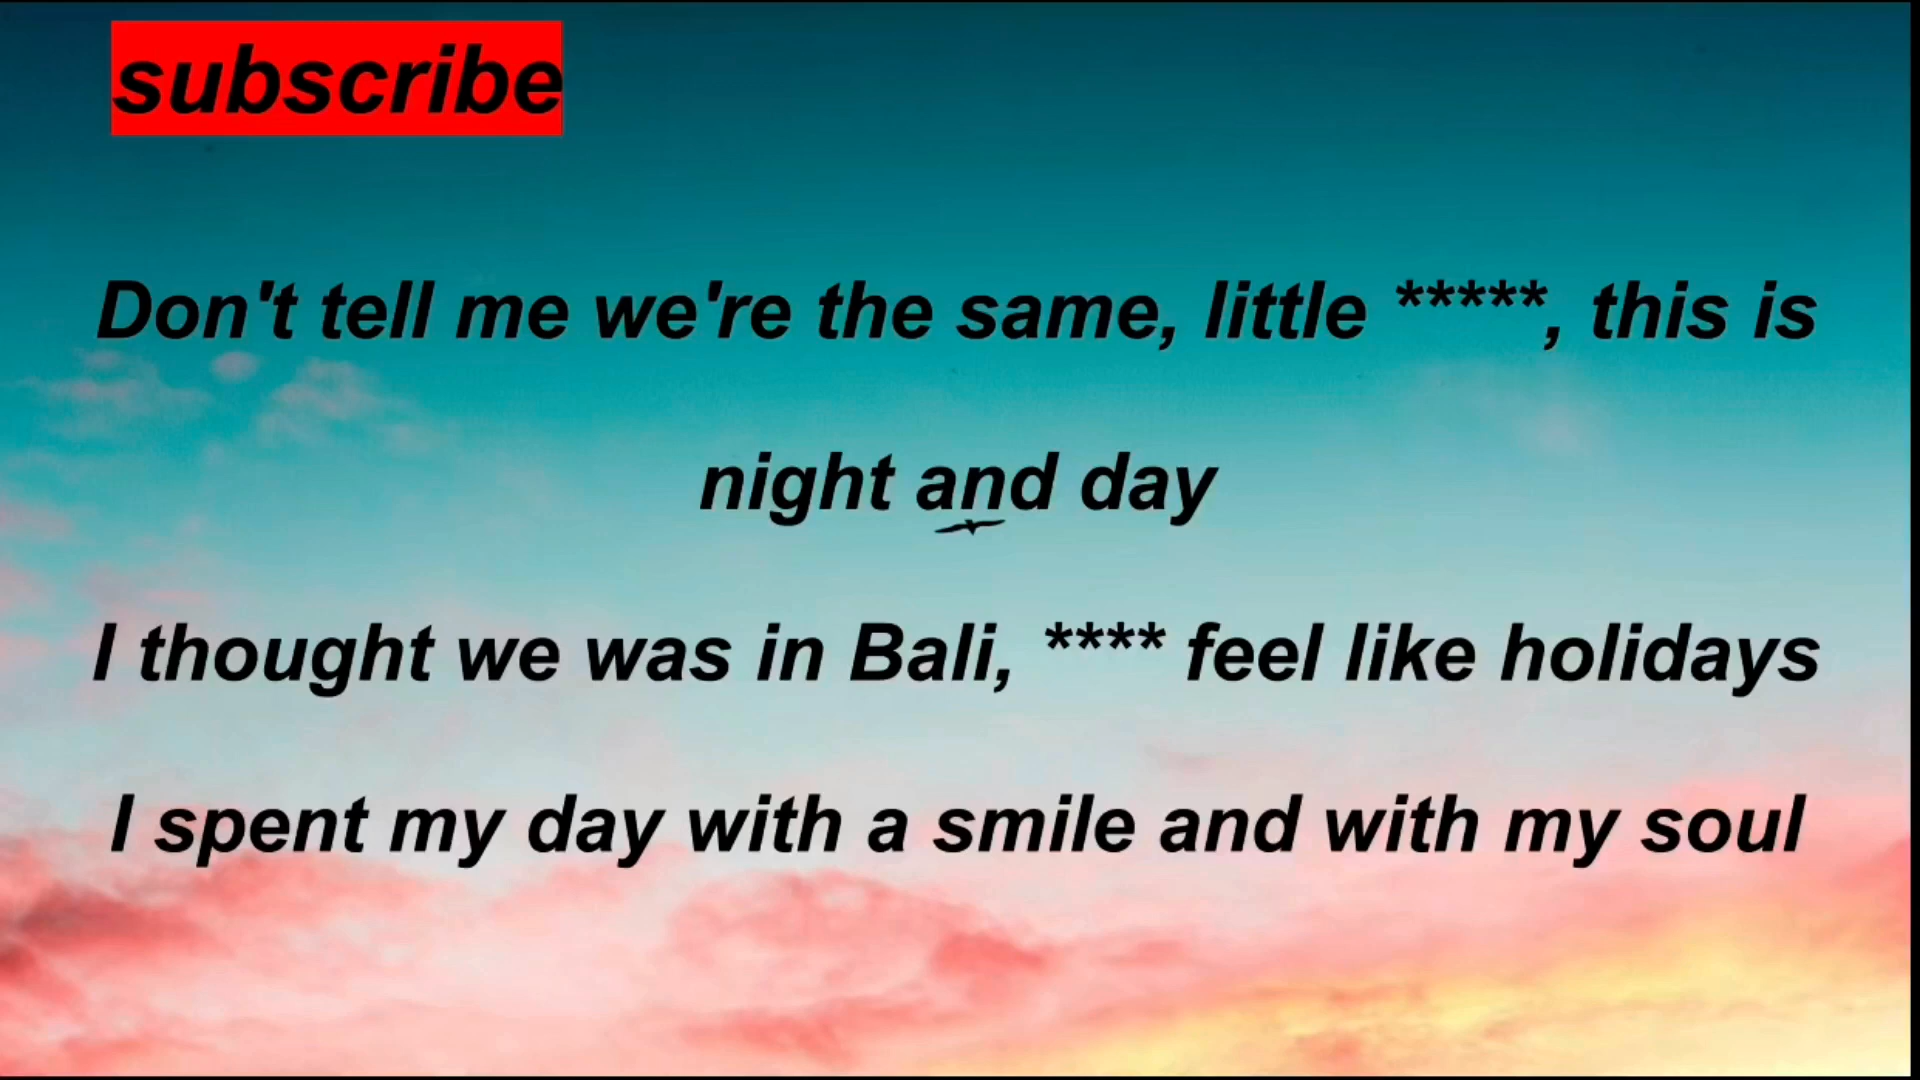 subscribe
Don't tell me we're the same, little *****, this is
night and day
I thought we was in Bali, **** feel like holidays
I spent my day with a smile and with my soul